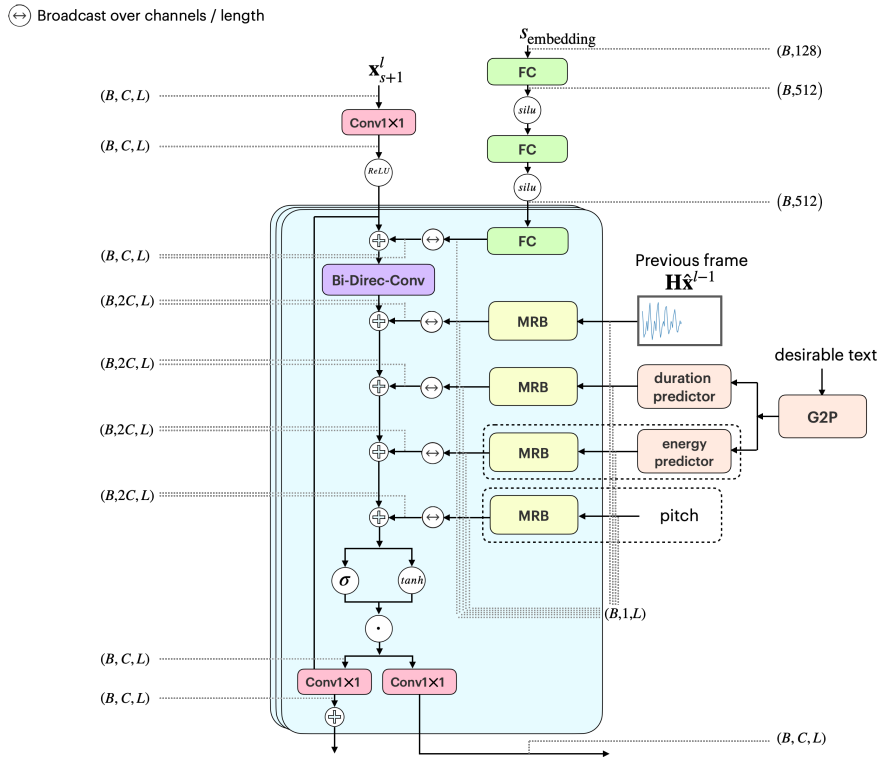 ↔ Broadcast over channels / length
s_embedding
(B,128)
FC
(B,512)
silu
FC
silu
(B,512)
FC
x^l_{s+1}
(B, C, L)
Conv1×1
(B, C, L)
ReLU
(B, C, L)
↔
Bi-Direc-Conv
(B,2C, L)
↔
MRB
Previous frame
Hx̂^{l−1}
(B,2C, L)
↔
MRB
duration
predictor
desirable text
G2P
(B,2C, L)
↔
MRB
energy
predictor
(B,2C, L)
↔
MRB
pitch
σ
tanh
·
(B,1,L)
(B, C, L)
Conv1×1
Conv1×1
(B, C, L)
(B, C, L)